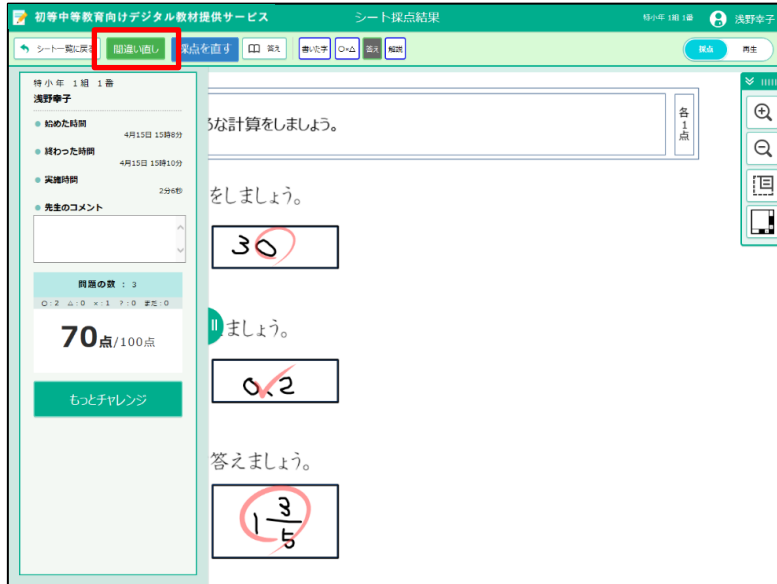 初等中等教育向けデジタル教材提供サービス
シート採点結果
特小年 1組 1番
浅野幸子
シート一覧に戻
間違い直し
採点を直す
答え
書いた字
○×△
答え
解説
採点
再生
特小年 1組 1番
浅野幸子
始めた時間
4月15日 15時8分
終わった時間
4月15日 15時10分
実施時間
2分6秒
先生のコメント
問題の数 : 3
○:2 △:0 ×:1 ?:0 まだ:0
70点/100点
もっとチャレンジ
な計算をしましょう。
各1点
をしましょう。
30
ましょう。
0.2
答えましょう。
1 3/5